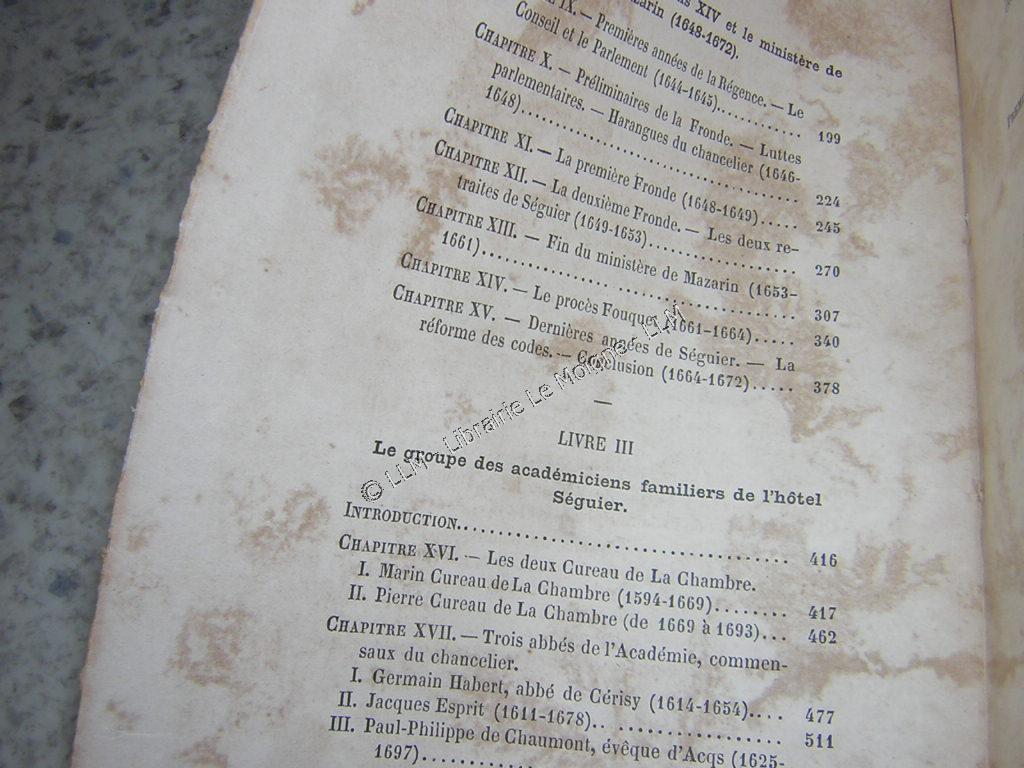 XIV et le ministère de
Mazarin (1648-1672).
IX. — Premières années de la Régence. — Le
Conseil et le Parlement (1644-1645)............ 199
CHAPITRE X. — Préliminaires de la Fronde. — Luttes
parlementaires. — Harangues du chancelier (1646-
1648)........................................ 224
CHAPITRE XI. — La première Fronde (1648-1649)..... 245
CHAPITRE XII. — La deuxième Fronde. — Les deux re-
traites de Séguier (1649-1653)................. 270
CHAPITRE XIII. — Fin du ministère de Mazarin (1653-
1661)........................................ 307
CHAPITRE XIV. — Le procès Fouquet (1661-1664)..... 340
CHAPITRE XV. — Dernières années de Séguier. — La
réforme des codes. — Conclusion (1664-1672)..... 378
—
LIVRE III
Le groupe des académiciens familiers de l'hôtel
Séguier.
INTRODUCTION.................................... 416
CHAPITRE XVI. — Les deux Cureau de La Chambre.
I. Marin Cureau de La Chambre (1594-1669)........ 417
II. Pierre Cureau de La Chambre (de 1669 à 1693)... 462
CHAPITRE XVII. — Trois abbés de l'Académie, commen-
saux du chancelier.
I. Germain Habert, abbé de Cérisy (1614-1654).... 477
II. Jacques Esprit (1611-1678).. .................. 511
III. Paul-Philippe de Chaumont, évêque d'Acqs (1625-
1697)............
© LLM - Librairie Le Moigne - LLM